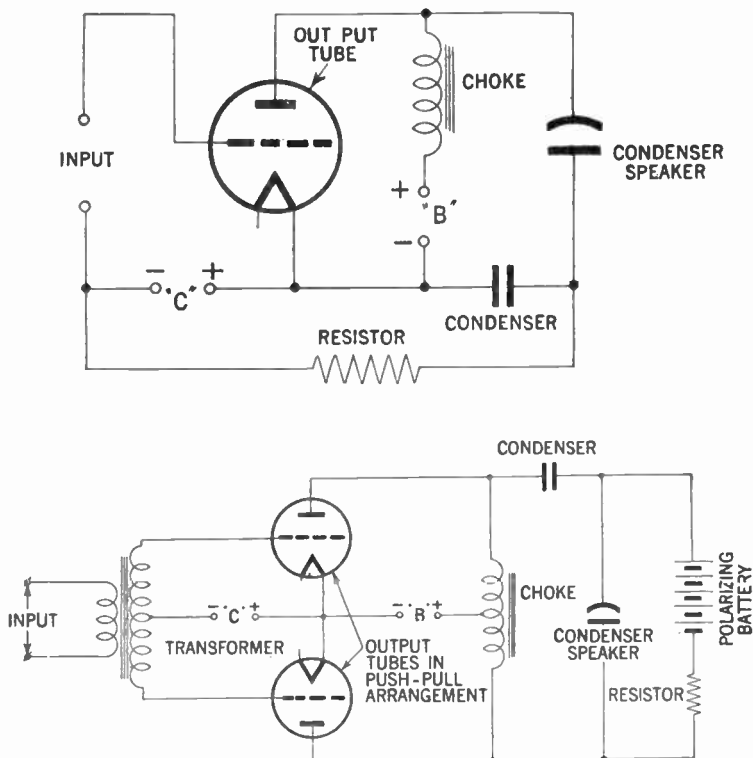 OUT PUT
TUBE
CHOKE
INPUT
CONDENSER
SPEAKER
+
"B"
-
- "C" +
CONDENSER
RESISTOR
CONDENSER
INPUT
- "C" +
- "B" +
CHOKE
TRANSFORMER
OUTPUT
TUBES IN
PUSH-PULL
ARRANGEMENT
CONDENSER
SPEAKER
POLARIZING
BATTERY
RESISTOR